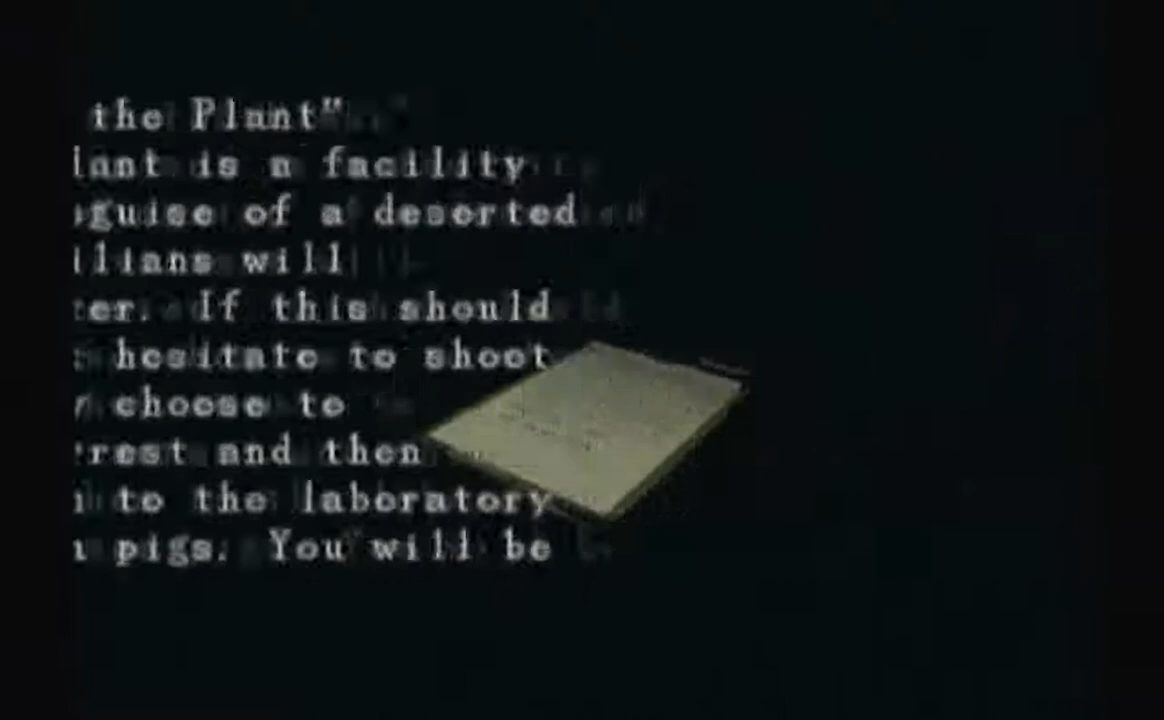 the Plant"
lant is a facility
guise of a deserted
lians will
er. If this should
hesitate to shoot
choose to
rest and then
to the laboratory
pigs. You will be